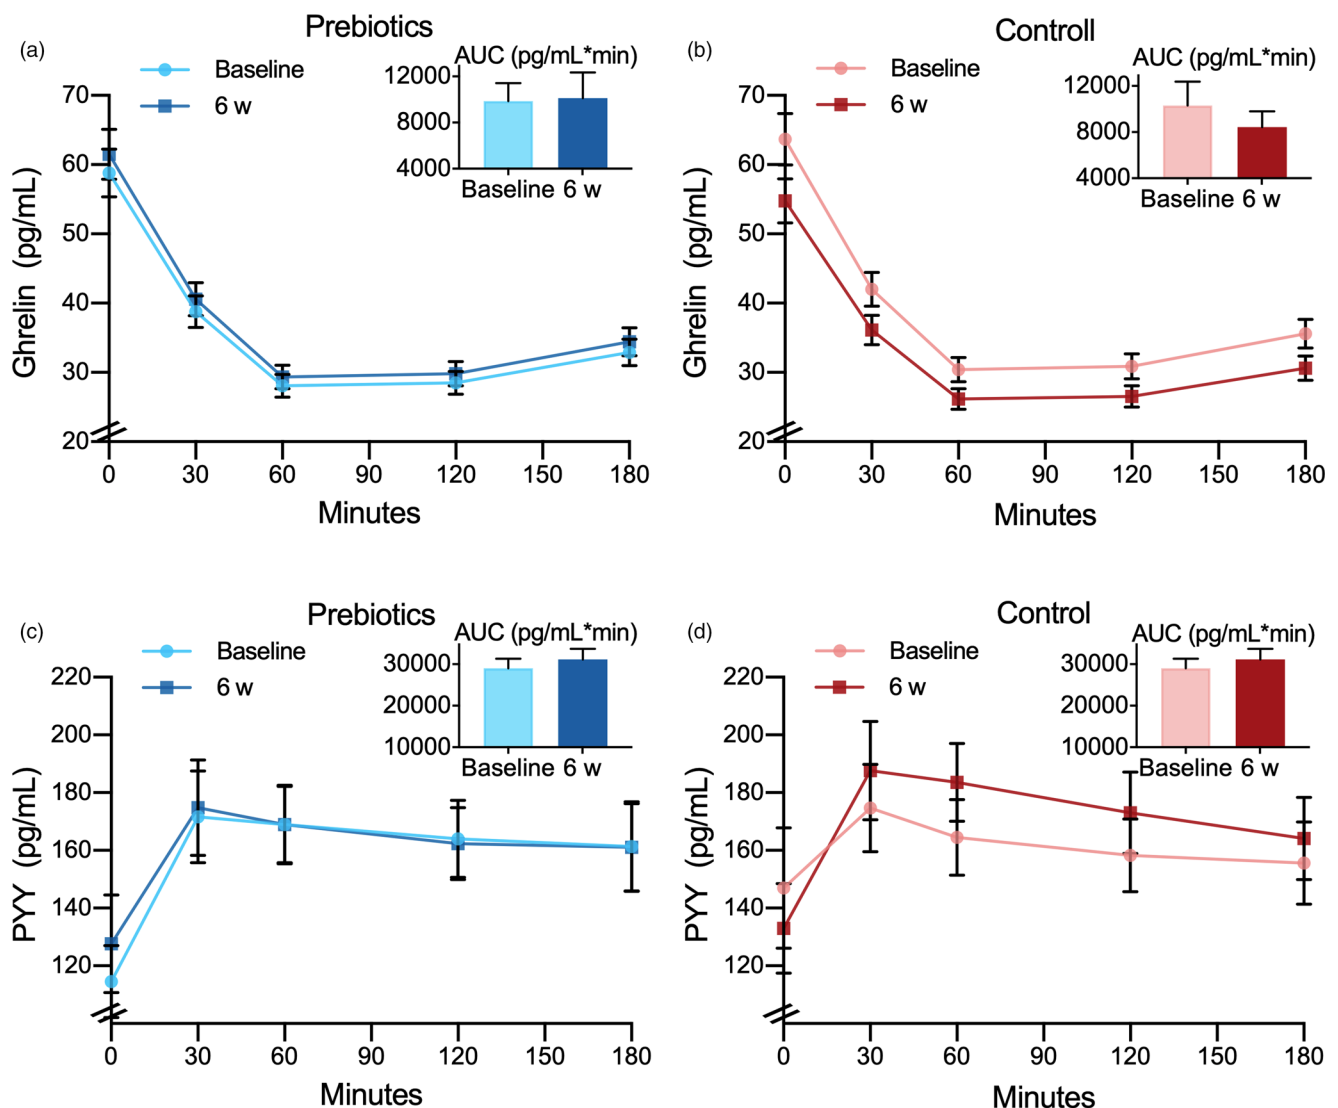 (a)
Prebiotics
Baseline
6 w
AUC (pg/mL*min)
12000
8000
4000
Baseline 6 w
Ghrelin (pg/mL)
70
60
50
40
30
20
0 30 60 90 120 150 180
Minutes
(b)
Controll
Baseline
6 w
AUC (pg/mL*min)
12000
8000
4000
Baseline 6 w
Ghrelin (pg/mL)
70
60
50
40
30
20
0 30 60 90 120 150 180
Minutes
(c)
Prebiotics
Baseline
6 w
AUC (pg/mL*min)
30000
20000
10000
Baseline 6 w
PYY (pg/mL)
220
200
180
160
140
120
0 30 60 90 120 150 180
Minutes
(d)
Control
Baseline
6 w
AUC (pg/mL*min)
30000
20000
10000
Baseline 6 w
PYY (pg/mL)
220
200
180
160
140
120
0 30 60 90 120 150 180
Minutes